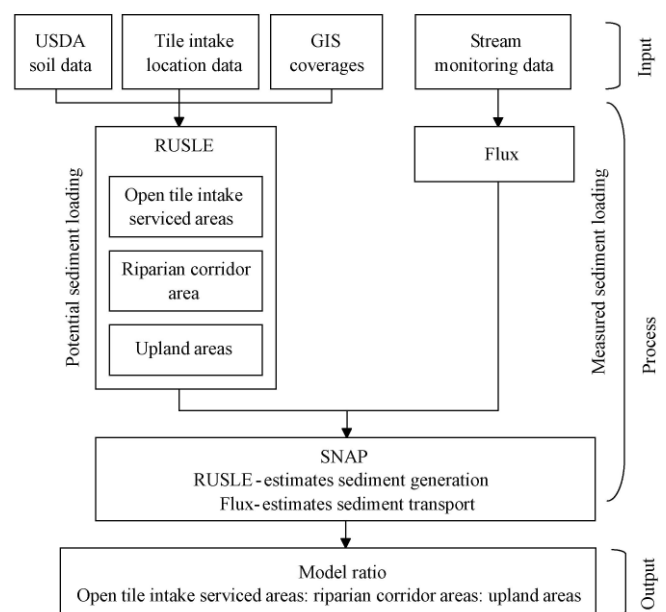 USDA
soil data
Tile intake
location data
GIS
coverages
Stream
monitoring data
Input
RUSLE
Flux
Open tile intake
serviced areas
Riparian corridor
area
Upland areas
Potential sediment loading
Measured sediment loading
Process
SNAP
RUSLE-estimates sediment generation
Flux-estimates sediment transport
Model ratio
Open tile intake serviced areas: riparian corridor areas: upland areas
Output